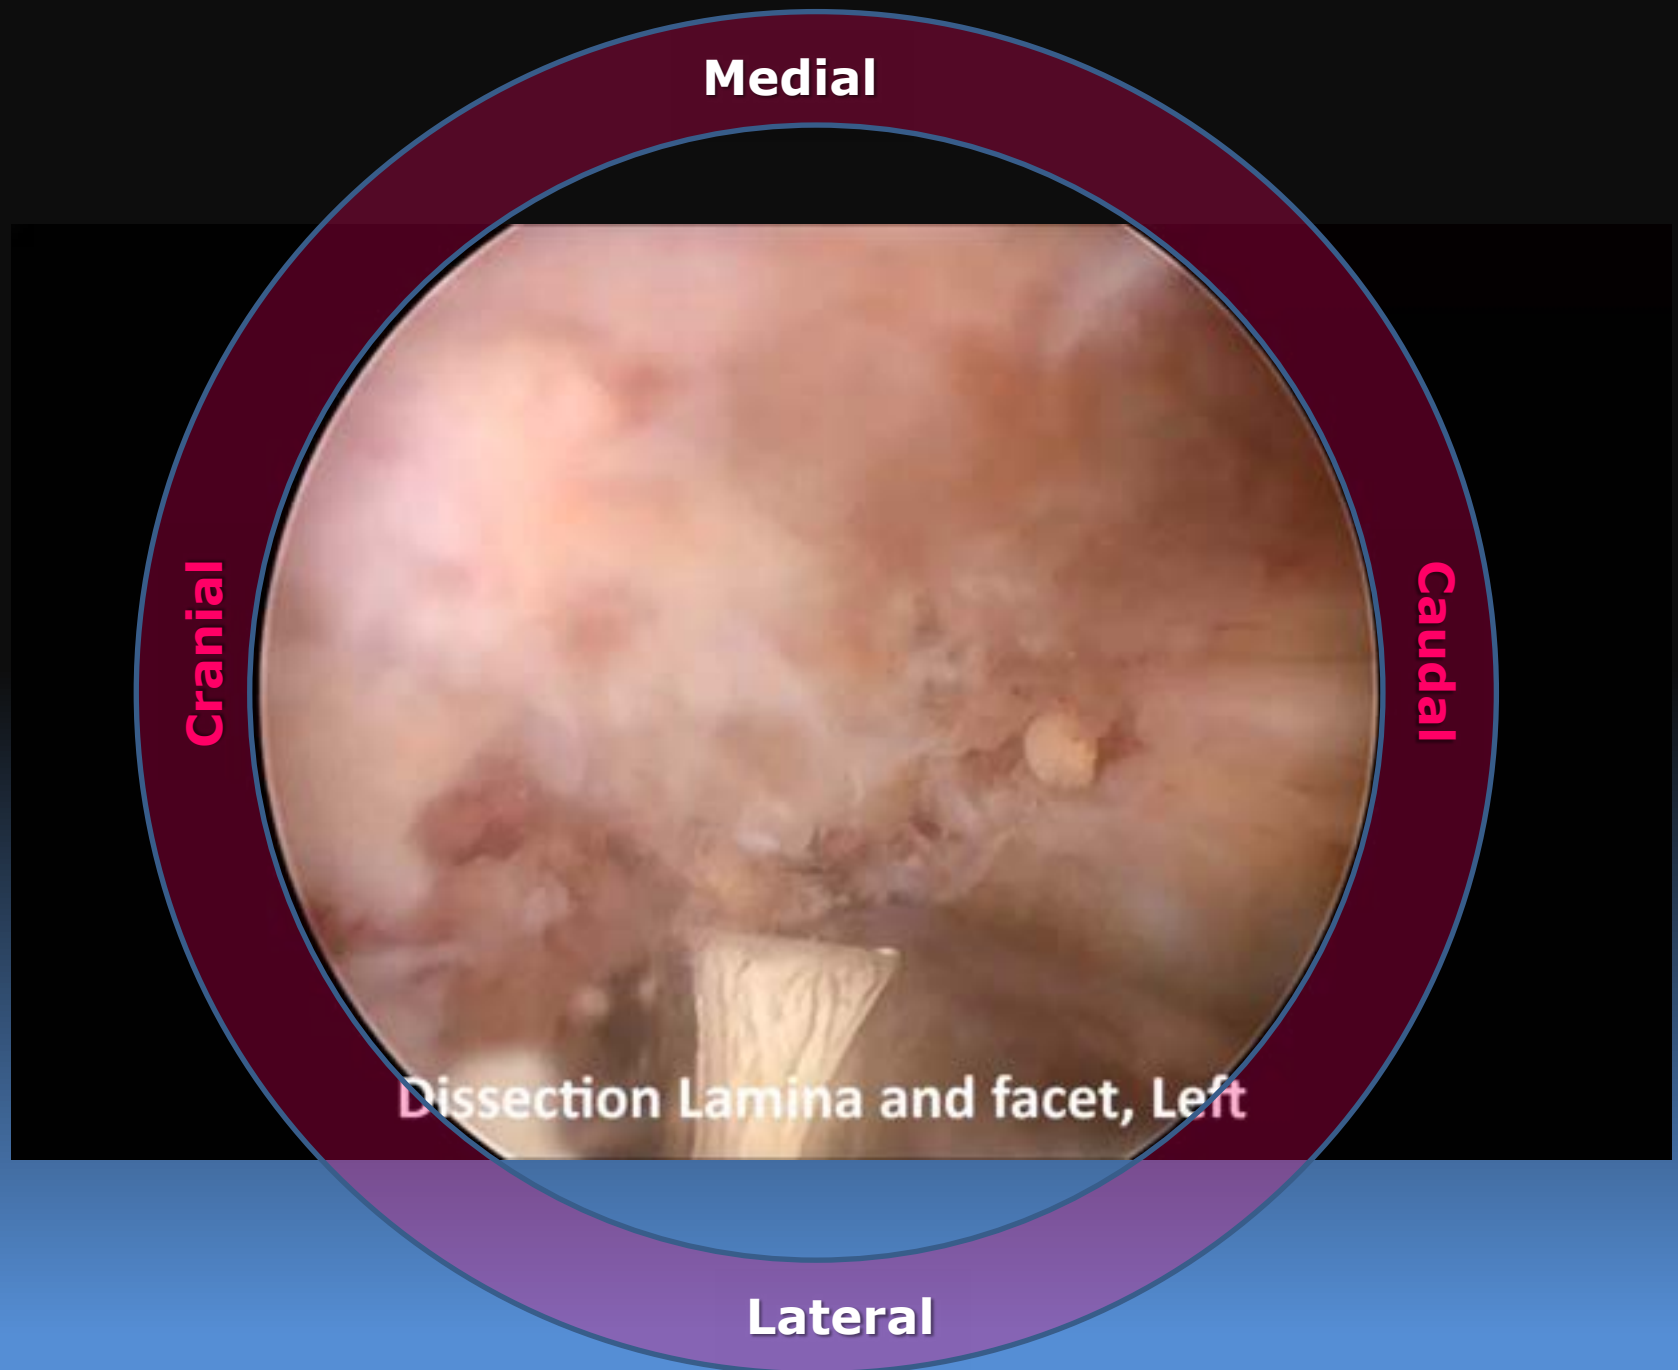 Medial
Cranial
Caudal
Dissection Lamina and facet, Left
Lateral